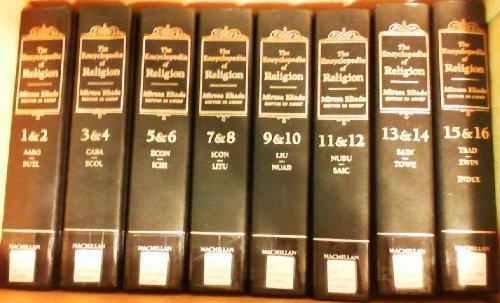 The
Encyclopedia
of
Religion
Mircea Eliade
EDITOR IN CHIEF
1&2
AARO
BUTL
MACMILLAN
The
Encyclopedia
of
Religion
Mircea Eliade
EDITOR IN CHIEF
3&4
CABA
ECOL
MACMILLAN
The
Encyclopedia
of
Religion
Mircea Eliade
EDITOR IN CHIEF
5&6
ECON
ICHI
MACMILLAN
The
Encyclopedia
of
Religion
Mircea Eliade
EDITOR IN CHIEF
7&8
ICON
LITU
MACMILLAN
The
Encyclopedia
of
Religion
Mircea Eliade
EDITOR IN CHIEF
9&10
LIU
NUAD
MACMILLAN
The
Encyclopedia
of
Religion
Mircea Eliade
EDITOR IN CHIEF
11&12
NUBU
SAIC
MACMILLAN
The
Encyclopedia
of
Religion
Mircea Eliade
EDITOR IN CHIEF
13&14
SAIN
TOWE
MACMILLAN
The
Encyclopedia
of
Religion
Mircea Eliade
EDITOR IN CHIEF
15&16
TRAD
ZWIN
INDEX
MACMILLAN